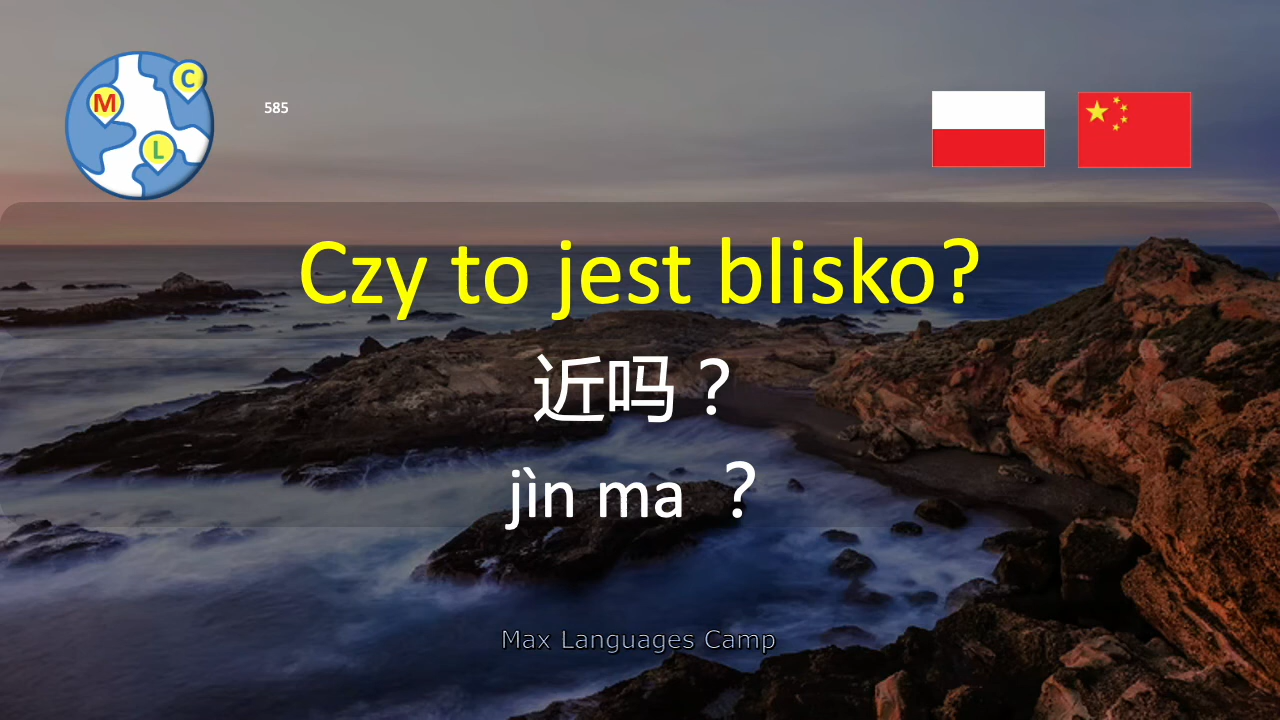 C
M
L
585
Czy to jest blisko?
近吗？
jìn ma ？
Max Languages Camp